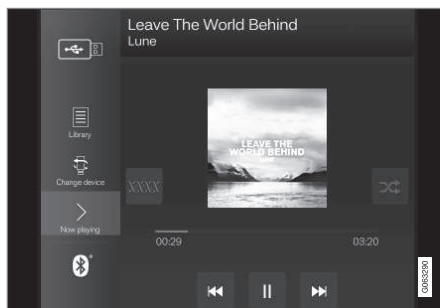 Leave The World Behind
Lune
Library
LEAVE THE
WORLD BEHIND
LUNE
Change device
XXXX
Now playing
00:29
03:20
G063290